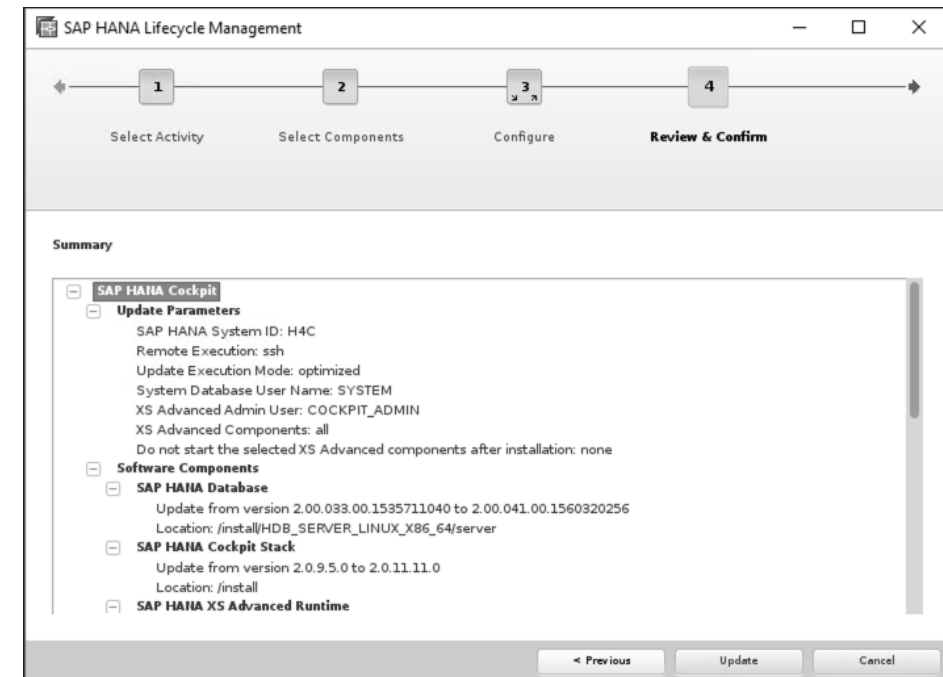 SAP HANA Lifecycle Management
1 2 3 4
Select Activity Select Components Configure Review & Confirm
Summary
SAP HANA Cockpit
Update Parameters
SAP HANA System ID: H4C
Remote Execution: ssh
Update Execution Mode: optimized
System Database User Name: SYSTEM
XS Advanced Admin User: COCKPIT_ADMIN
XS Advanced Components: all
Do not start the selected XS Advanced components after installation: none
Software Components
SAP HANA Database
Update from version 2.00.033.00.1535711040 to 2.00.041.00.1560320256
Location: /install/HDB_SERVER_LINUX_X86_64/server
SAP HANA Cockpit Stack
Update from version 2.0.9.5.0 to 2.0.11.11.0
Location: /install
SAP HANA XS Advanced Runtime
< Previous Update Cancel